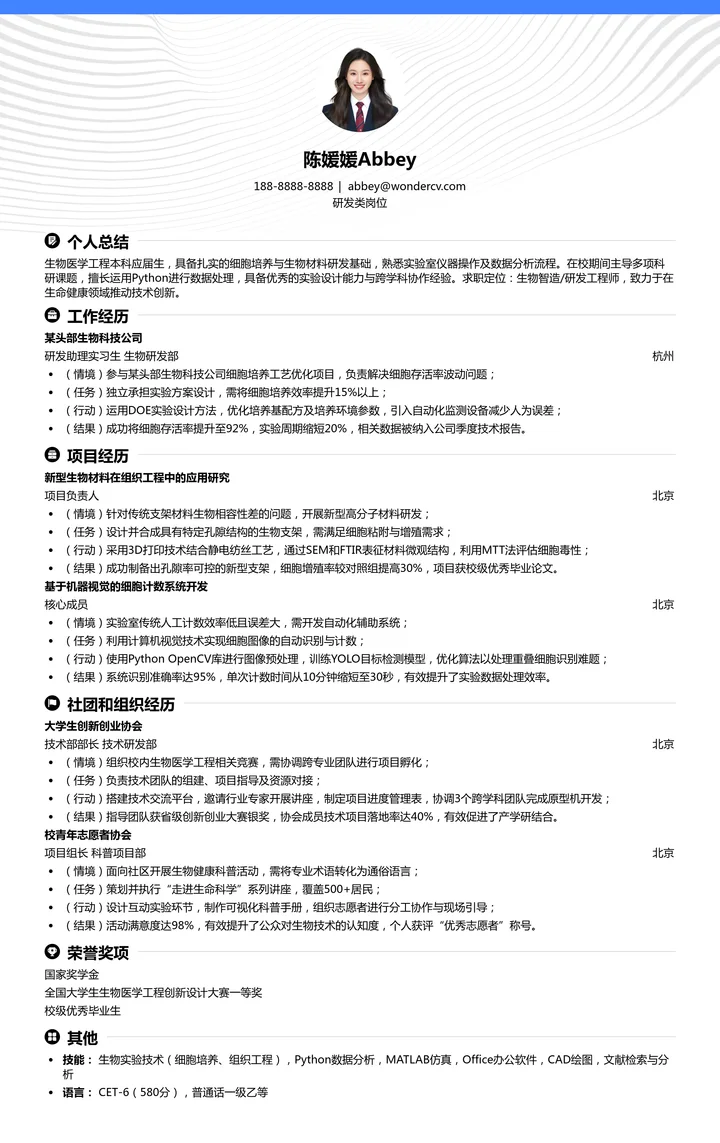 陈媛媛Abbey
188-8888-8888 | abbey@wondercv.com
研发类岗位
个人总结
生物医学工程本科应届生，具备扎实的细胞培养与生物材料研发基础，熟悉实验室仪器操作及数据分析流程。在校期间主导多项科
研课题，擅长运用Python进行数据处理，具备优秀的实验设计能力与跨学科协作经验。求职定位：生物智造/研发工程师，致力于在
生命健康领域推动技术创新。
工作经历
某头部生物科技公司
研发助理实习生 生物研发部 杭州
• （情境）参与某头部生物科技公司细胞培养工艺优化项目，负责解决细胞存活率波动问题；
• （任务）独立承担实验方案设计，需将细胞培养效率提升15%以上；
• （行动）运用DOE实验设计方法，优化培养基配方及培养环境参数，引入自动化监测设备减少人为误差；
• （结果）成功将细胞存活率提升至92%，实验周期缩短20%，相关数据被纳入公司季度技术报告。
项目经历
新型生物材料在组织工程中的应用研究
项目负责人 北京
• （情境）针对传统支架材料生物相容性差的问题，开展新型高分子材料研发；
• （任务）设计并合成具有特定孔隙结构的生物支架，需满足细胞粘附与增殖需求；
• （行动）采用3D打印技术结合静电纺丝工艺，通过SEM和FTIR表征材料微观结构，利用MTT法评估细胞毒性；
• （结果）成功制备出孔隙率可控的新型支架，细胞增殖率较对照组提高30%，项目获校级优秀毕业论文。
基于机器视觉的细胞计数系统开发
核心成员 北京
• （情境）实验室传统人工计数效率低且误差大，需开发自动化辅助系统；
• （任务）利用计算机视觉技术实现细胞图像的自动识别与计数；
• （行动）使用Python OpenCV库进行图像预处理，训练YOLO目标检测模型，优化算法以处理重叠细胞识别难题；
• （结果）系统识别准确率达95%，单次计数时间从10分钟缩短至30秒，有效提升了实验数据处理效率。
社团和组织经历
大学生创新创业协会
技术部部长 技术研发部 北京
• （情境）组织校内生物医学工程相关竞赛，需协调跨专业团队进行项目孵化；
• （任务）负责技术团队的组建、项目指导及资源对接；
• （行动）搭建技术交流平台，邀请行业专家开展讲座，制定项目进度管理表，协调3个跨学科团队完成原型机开发；
• （结果）指导团队获省级创新创业大赛银奖，协会成员技术项目落地率达40%，有效促进了产学研结合。
校青年志愿者协会
项目组长 科普项目部 北京
• （情境）面向社区开展生物健康科普活动，需将专业术语转化为通俗语言；
• （任务）策划并执行“走进生命科学”系列讲座，覆盖500+居民；
• （行动）设计互动实验环节，制作可视化科普手册，组织志愿者进行分工协作与现场引导；
• （结果）活动满意度达98%，有效提升了公众对生物技术的认知度，个人获评“优秀志愿者”称号。
荣誉奖项
国家奖学金
全国大学生生物医学工程创新设计大赛一等奖
校级优秀毕业生
其他
• 技能： 生物实验技术（细胞培养、组织工程），Python数据分析，MATLAB仿真，Office办公软件，CAD绘图，文献检索与分
析
• 语言： CET-6（580分），普通话一级乙等